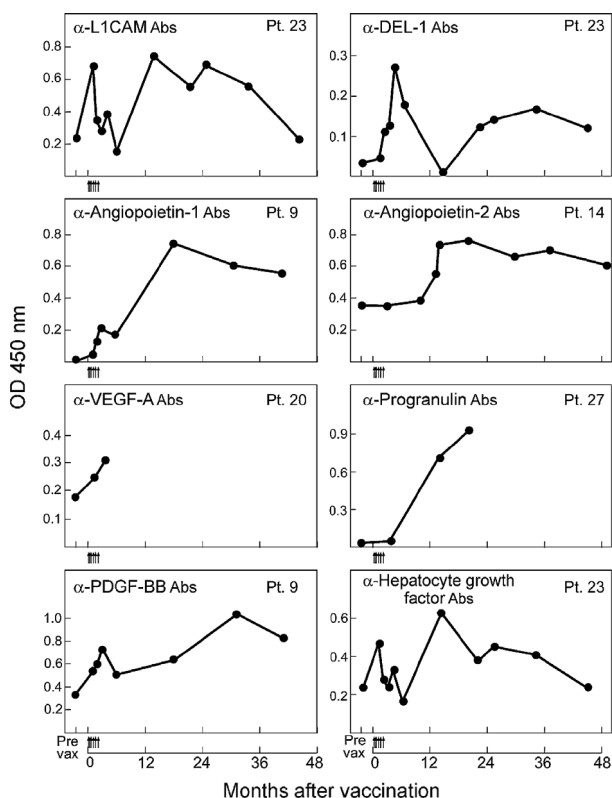 α-L1CAM Abs Pt. 23
0.8
0.6
0.4
0.2
α-DEL-1 Abs Pt. 23
0.3
0.2
0.1
α-Angiopoietin-1 Abs Pt. 9
0.8
0.6
0.4
0.2
α-Angiopoietin-2 Abs Pt. 14
0.8
0.6
0.4
0.2
OD 450 nm
α-VEGF-A Abs Pt. 20
0.4
0.3
0.2
0.1
α-Progranulin Abs Pt. 27
0.9
0.6
0.3
α-PDGF-BB Abs Pt. 9
1.0
0.8
0.6
0.4
0.2
α-Hepatocyte growth
factor Abs Pt. 23
0.6
0.4
0.2
Pre
vax
0 12 24 36 48
Pre
vax
0 12 24 36 48
Months after vaccination